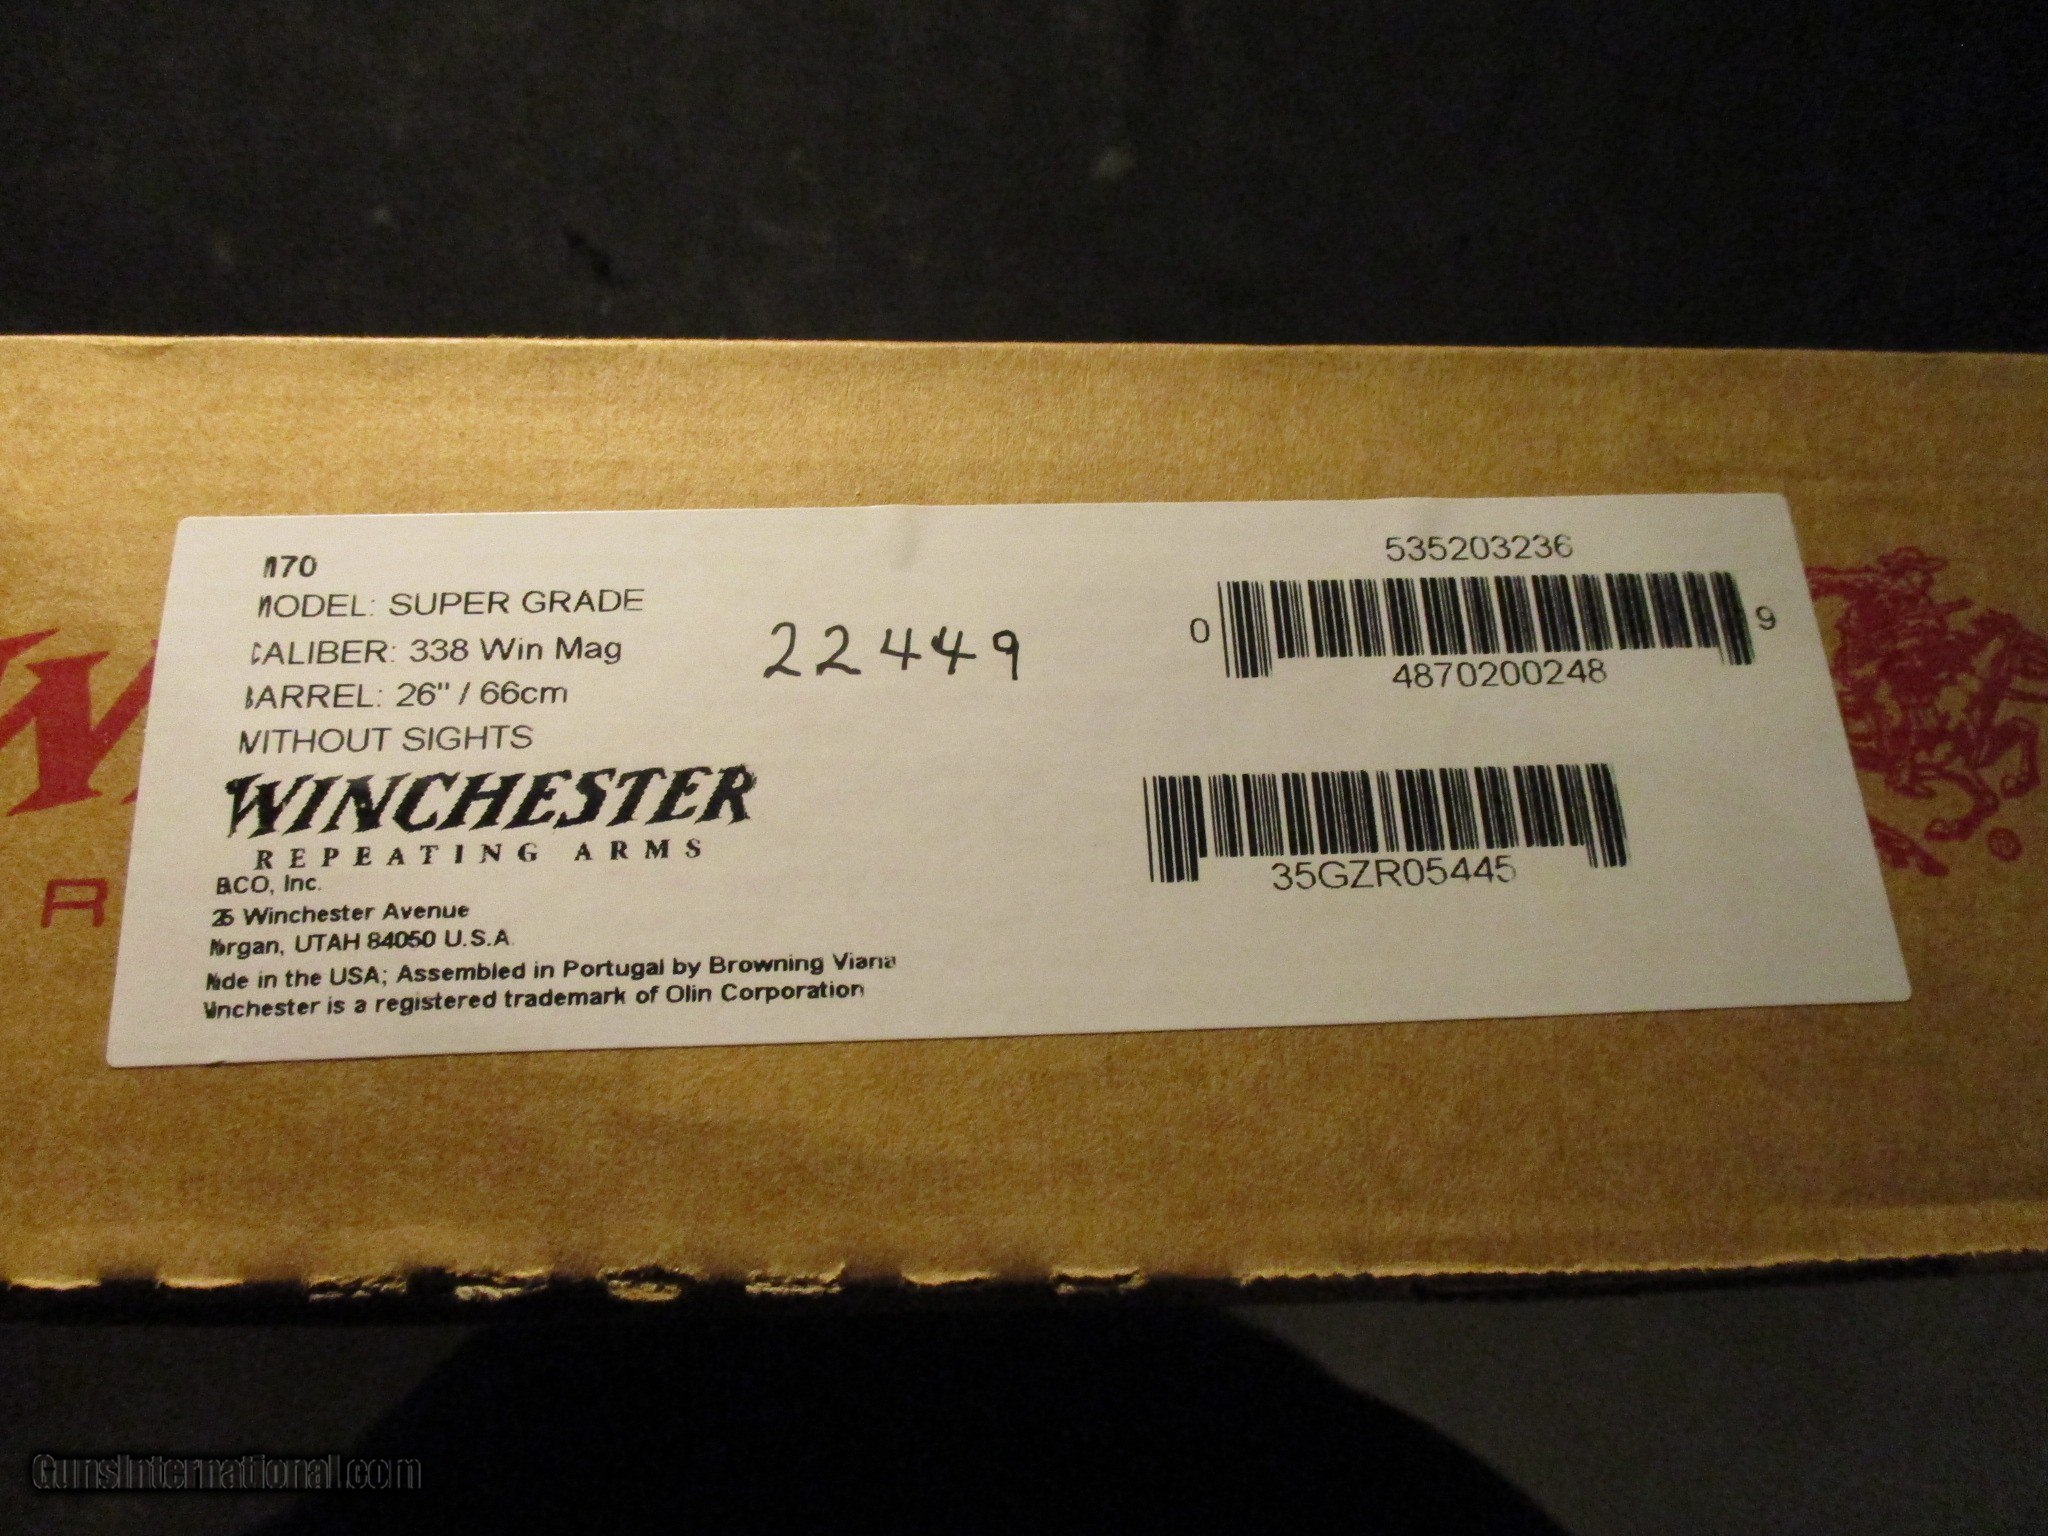 M70
MODEL: SUPER GRADE
CALIBER: 338 Win Mag
BARREL: 26" / 66cm
WITHOUT SIGHTS
WINCHESTER
REPEATING ARMS
BACO, Inc.
Winchester Avenue
Morgan, UTAH 84050 U.S.A.
Made in the USA; Assembled in Portugal by Browning Viana
Winchester is a registered trademark of Olin Corporation
22449
535203236
0 9
4870200248
35GZR05445
W
R
®
GunsInternational.com